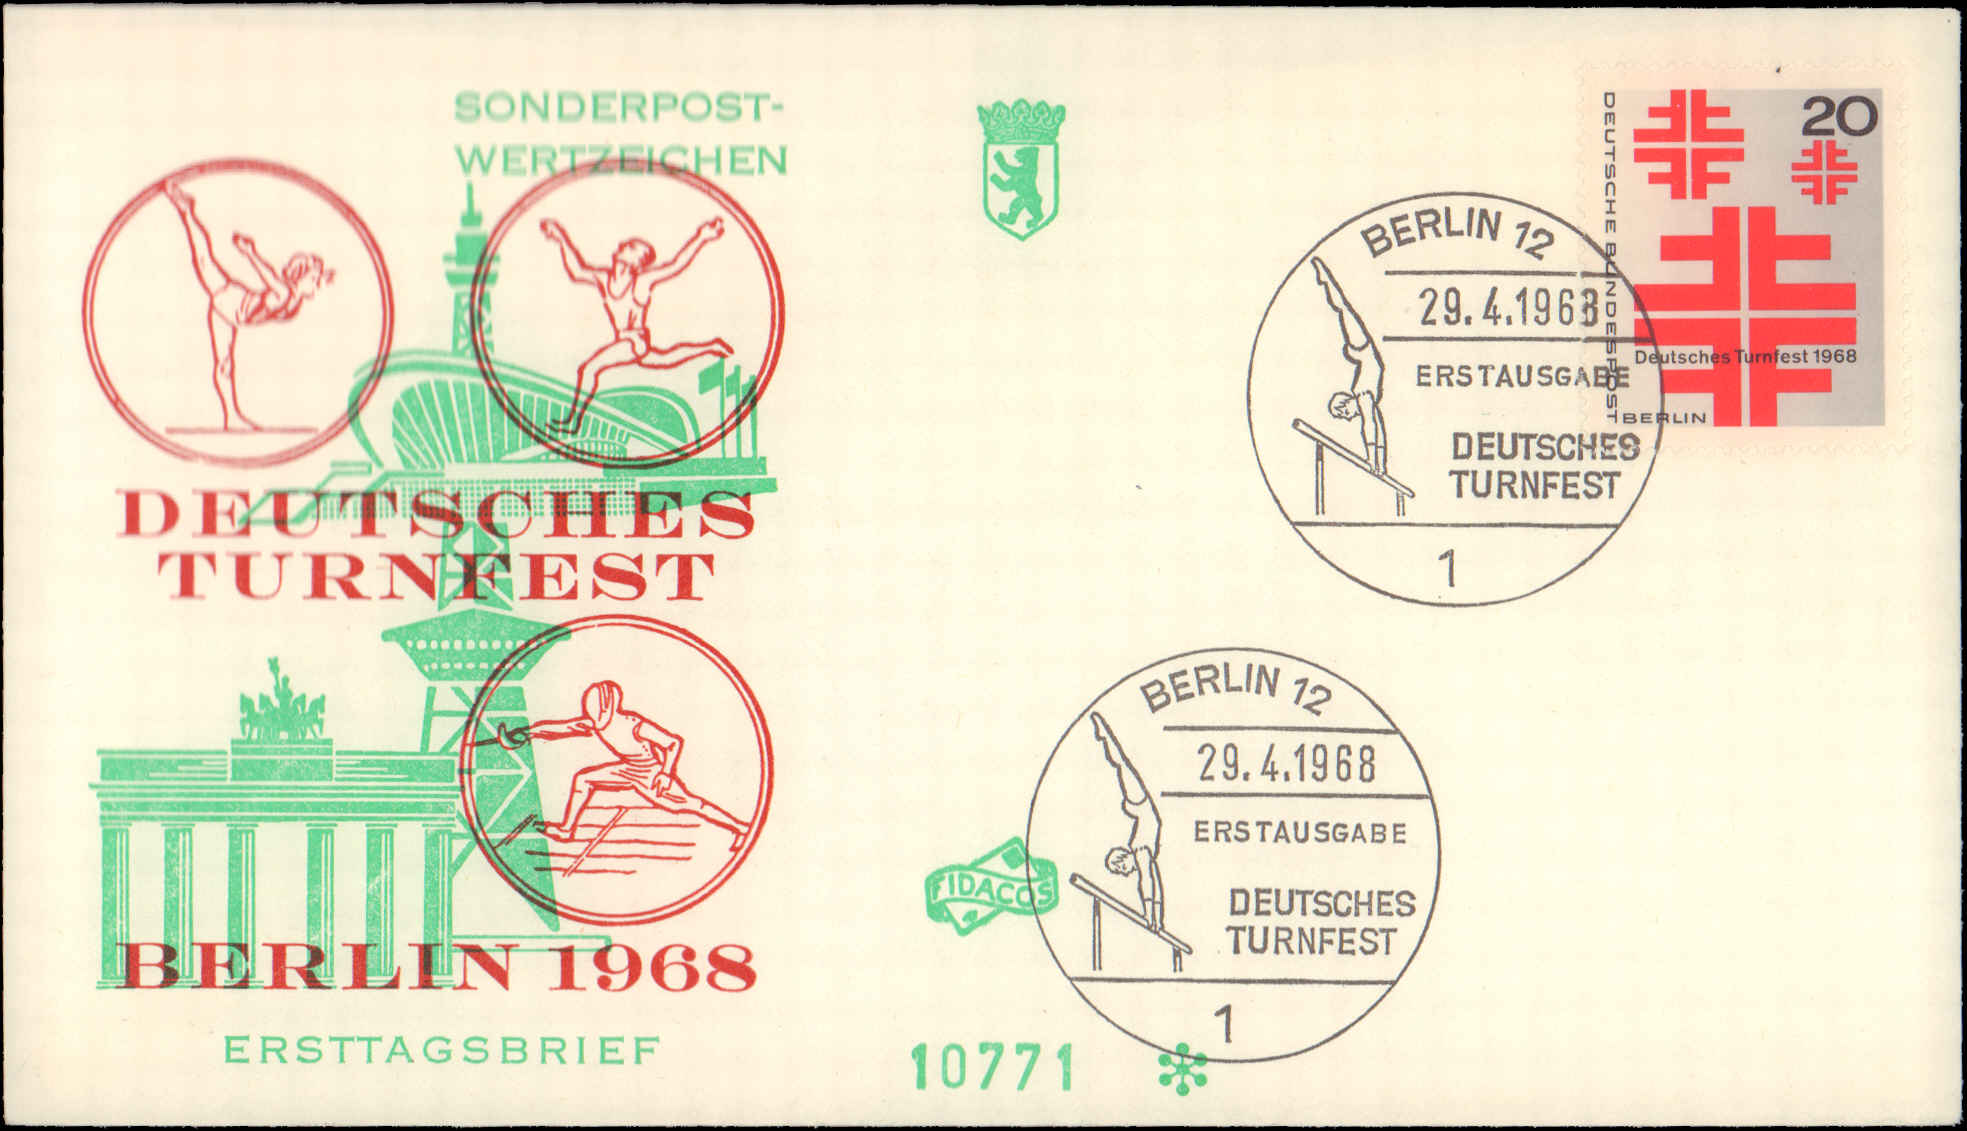 SONDERPOST-
WERTZEICHEN
DEUTSCHES
TURNFEST
BERLIN 1968
ERSTTAGSBRIEF
FIDACOS
10771
20
DEUTSCHE BUNDESPOST
BERLIN
Deutsches Turnfest 1968
BERLIN 12
29.4.1968
ERSTAUSGABE
DEUTSCHES
TURNFEST
1
BERLIN 12
29.4.1968
ERSTAUSGABE
DEUTSCHES
TURNFEST
1